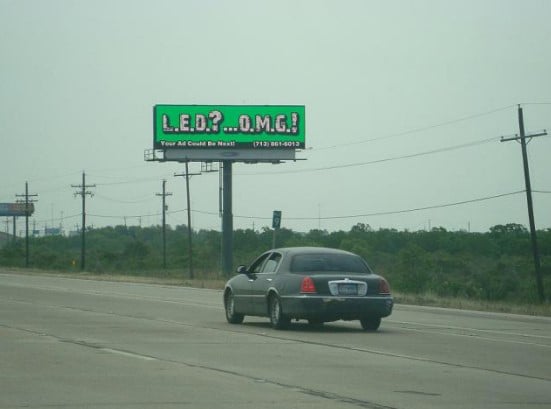 L.E.D.? ...O.M.G.!
Your Ad Could Be Next! (713) 861-6013